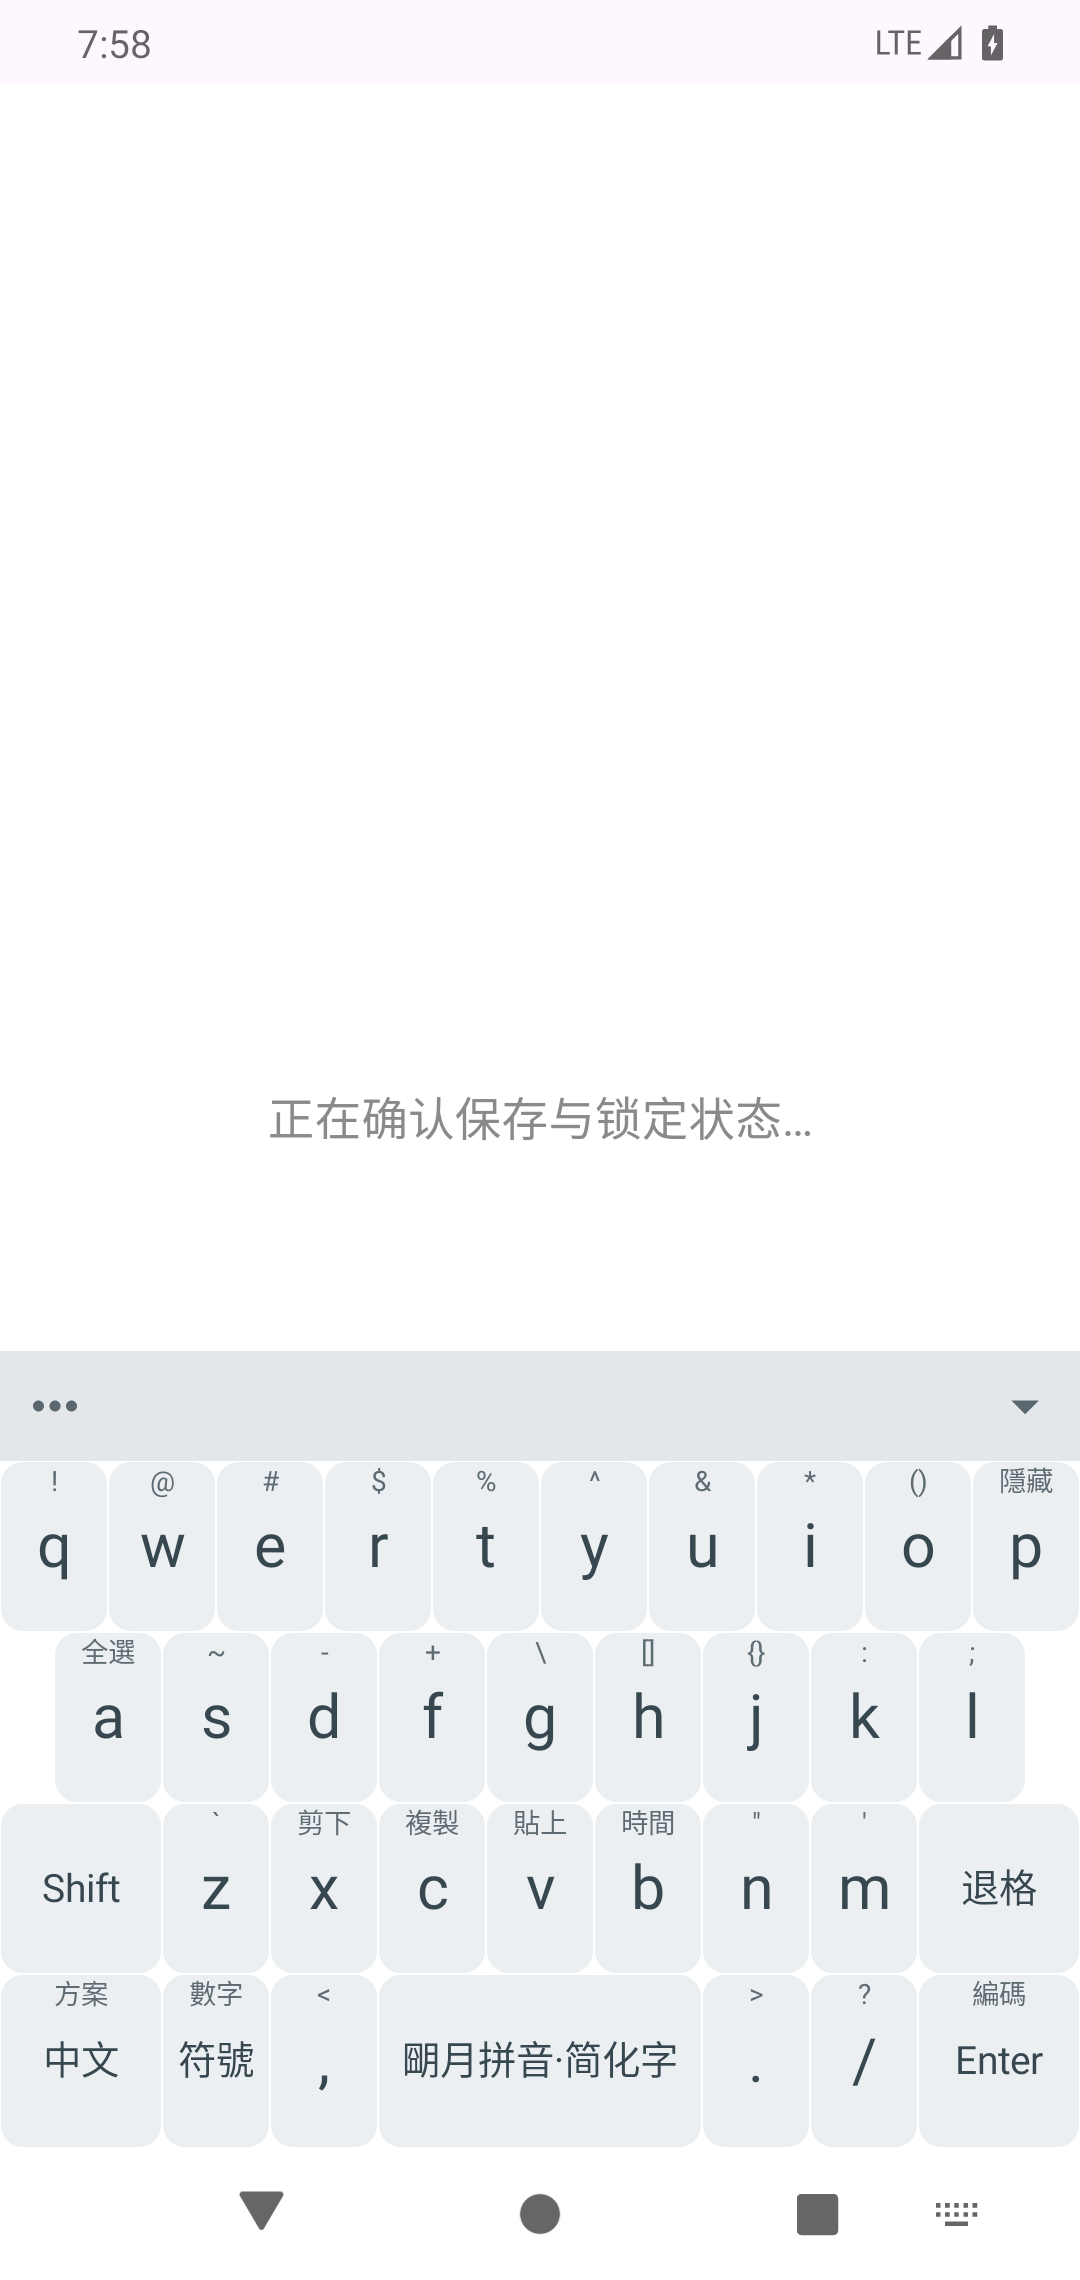 7:58
LTE
正在确认保存与锁定状态…
! @ # $ % ^ & * () 隱藏
q w e r t y u i o p
全選 ~ - + \ [] {} : ;
a s d f g h j k l
` 剪下 複製 貼上 時間 " '
Shift z x c v b n m 退格
方案 數字 < > ? 編碼
中文 符號 , 朙月拼音·简化字 . / Enter